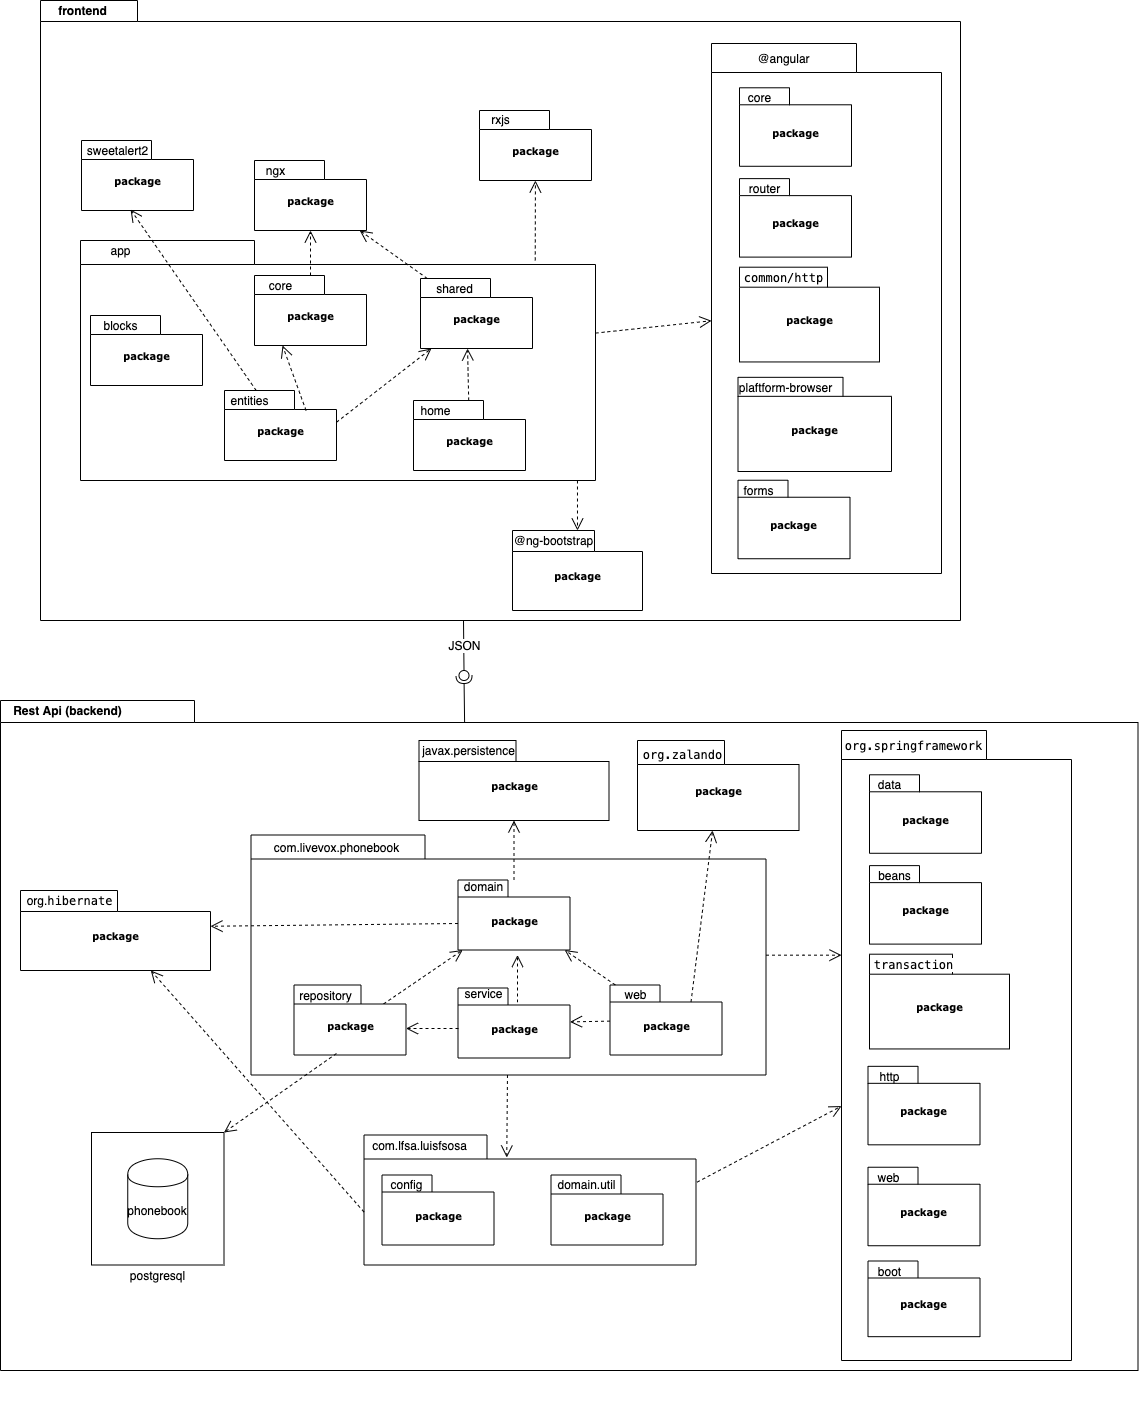 frontend
@angular
core
package
rxjs
package
sweetalert2
package
ngx
package
router
package
app
core
package
shared
package
common/http
package
blocks
package
entities
package
home
package
plaftform-browser
package
forms
package
@ng-bootstrap
package
JSON
Rest Api (backend)
javax.persistence
package
org.zalando
package
org.springframework
data
package
com.livevox.phonebook
domain
package
beans
package
org.hibernate
package
transaction
package
repository
package
service
package
web
package
http
package
com.lfsa.luisfsosa
config
package
domain.util
package
web
package
phonebook
postgresql
boot
package